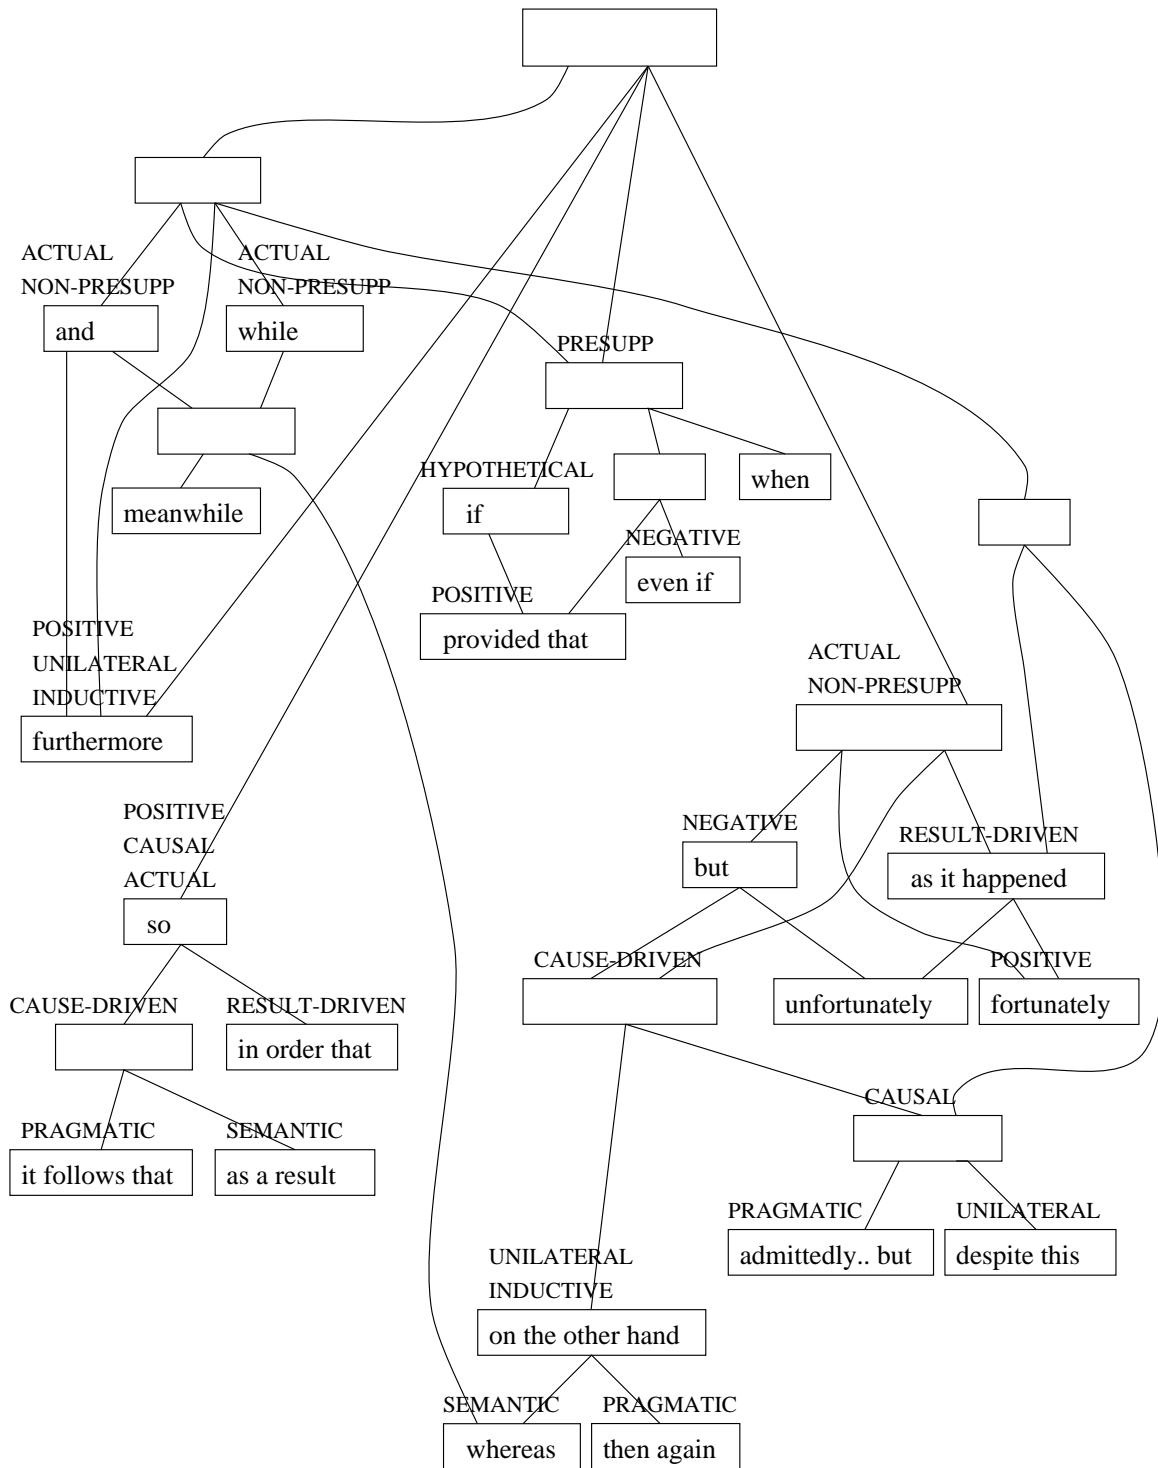 ACTUAL
NON-PRESUPP
and
ACTUAL
NON-PRESUPP
while
PRESUPP
meanwhile
HYPOTHETICAL
if
when
NEGATIVE
even if
POSITIVE
provided that
POSITIVE
UNILATERAL
INDUCTIVE
furthermore
ACTUAL
NON-PRESUPP
POSITIVE
CAUSAL
ACTUAL
so
NEGATIVE
but
RESULT-DRIVEN
as it happened
CAUSE-DRIVEN
unfortunately
POSITIVE
fortunately
CAUSE-DRIVEN
RESULT-DRIVEN
in order that
CAUSAL
PRAGMATIC
it follows that
SEMANTIC
as a result
PRAGMATIC
admittedly.. but
UNILATERAL
despite this
UNILATERAL
INDUCTIVE
on the other hand
SEMANTIC
whereas
PRAGMATIC
then again